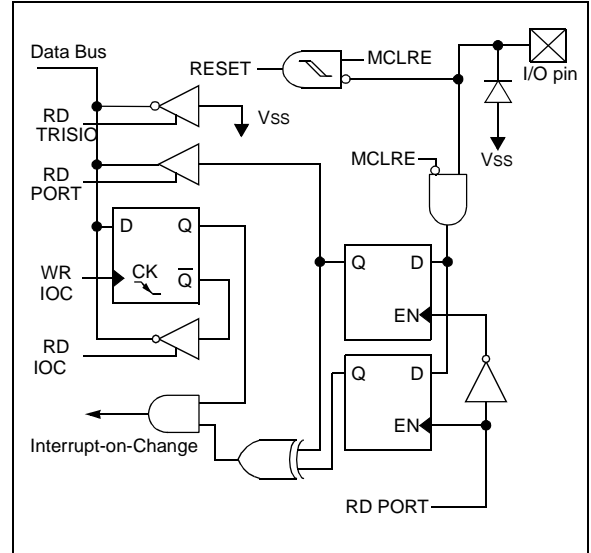 Data Bus
RESET
MCLRE
I/O pin
RD
TRISIO
VSS
VSS
RD
PORT
MCLRE
D
Q
Q
D
WR
IOC
CK
Q
EN
RD
IOC
Q
D
EN
Interrupt-on-Change
RD PORT